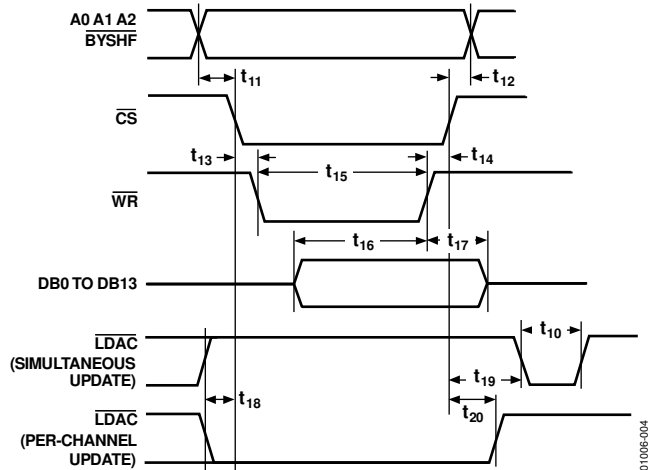 A0 A1 A2
BYSHF
t11
t12
CS
t13
t15
t14
WR
t16
t17
DB0 TO DB13
LDAC
(SIMULTANEOUS
UPDATE)
t10
t19
t18
t20
LDAC
(PER-CHANNEL
UPDATE)
01006-004